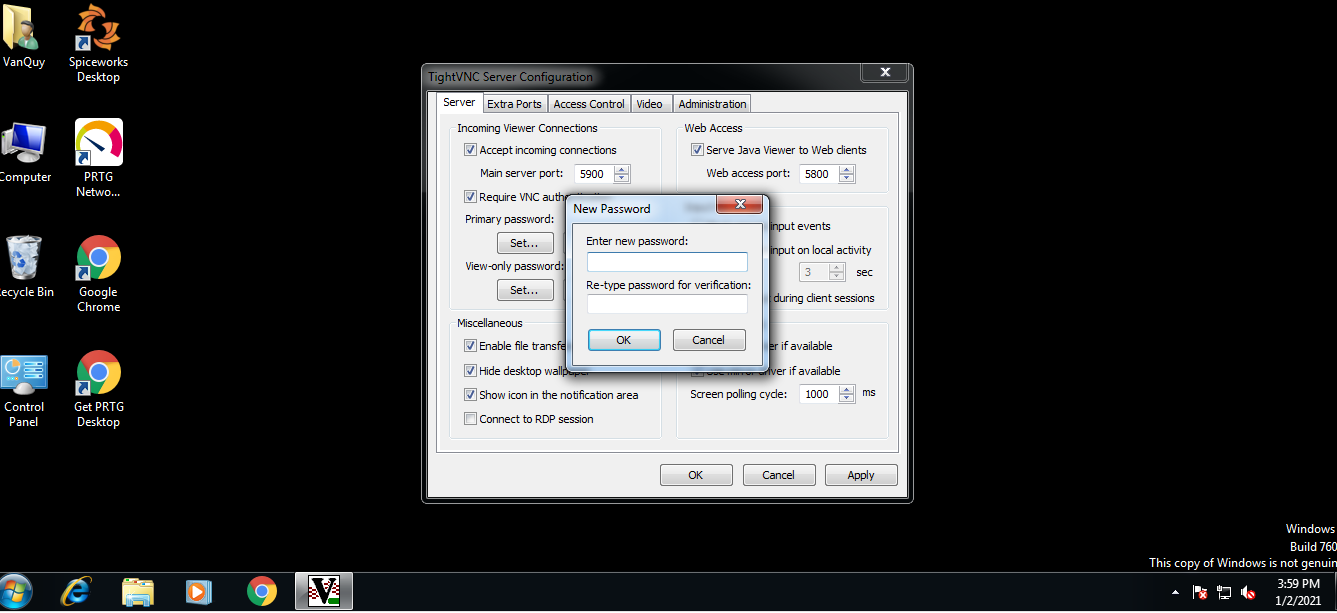 VanQuy
Spiceworks
Desktop
Computer
PRTG
Netwo...
ecycle Bin
Google
Chrome
Control
Panel
Get PRTG
Desktop
TightVNC Server Configuration
Server
Extra Ports
Access Control
Video
Administration
Incoming Viewer Connections
Accept incoming connections
Main server port: 5900
Require VNC auth
Primary password:
Set...
View-only password:
Set...
Web Access
Serve Java Viewer to Web clients
Web access port: 5800
input events
input on local activity
3 sec
during client sessions
New Password
Enter new password:
Re-type password for verification:
OK
Cancel
Miscellaneous
Enable file transfe
Hide desktop wallpaper
Show icon in the notification area
Connect to RDP session
er if available
Use mirror driver if available
Screen polling cycle: 1000 ms
OK
Cancel
Apply
Windows
Build 760
This copy of Windows is not genuin
3:59 PM
1/2/2021